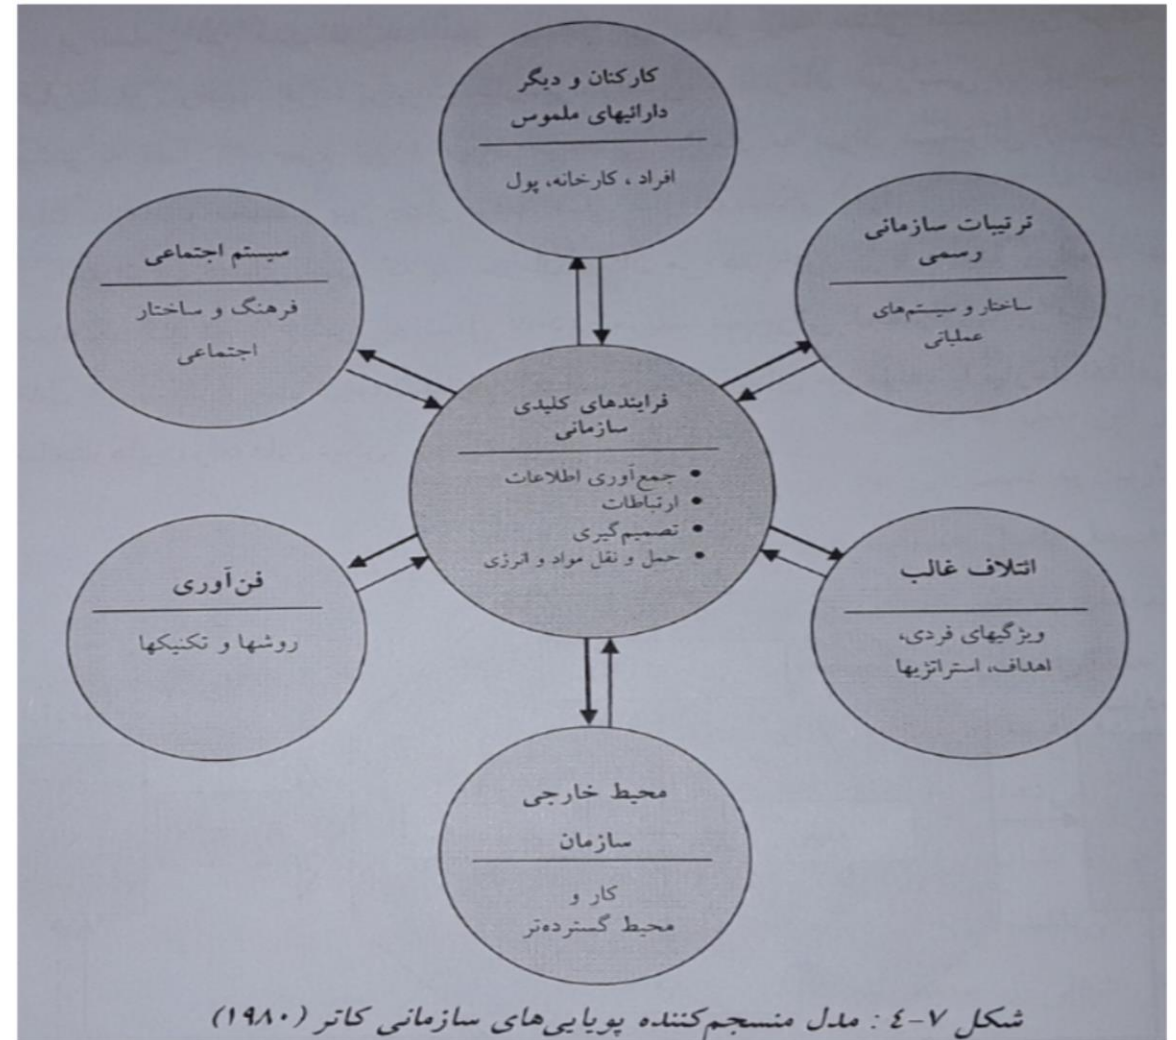 کارکنان و دیگر
دارائیهای ملموس
افراد ، کارخانه، پول
ترتیبات سازمانی
رسمی
ساختار و سیستم‌های
عملیاتی
سیستم اجتماعی
فرهنگ و ساختار
اجتماعی
فرایندهای کلیدی
سازمانی
• جمع‌آوری اطلاعات
• ارتباطات
• تصمیم‌گیری
• حمل و نقل مواد و انرژی
ائتلاف غالب
ویژگیهای فردی،
اهداف، استراتژیها
فن‌آوری
روشها و تکنیکها
محیط خارجی
سازمان
کار و
محیط گسترده‌تر
شکل ۷-٤ : مدل منسجم‌کننده پویایی‌های سازمانی کاتر (۱۹۸۰)